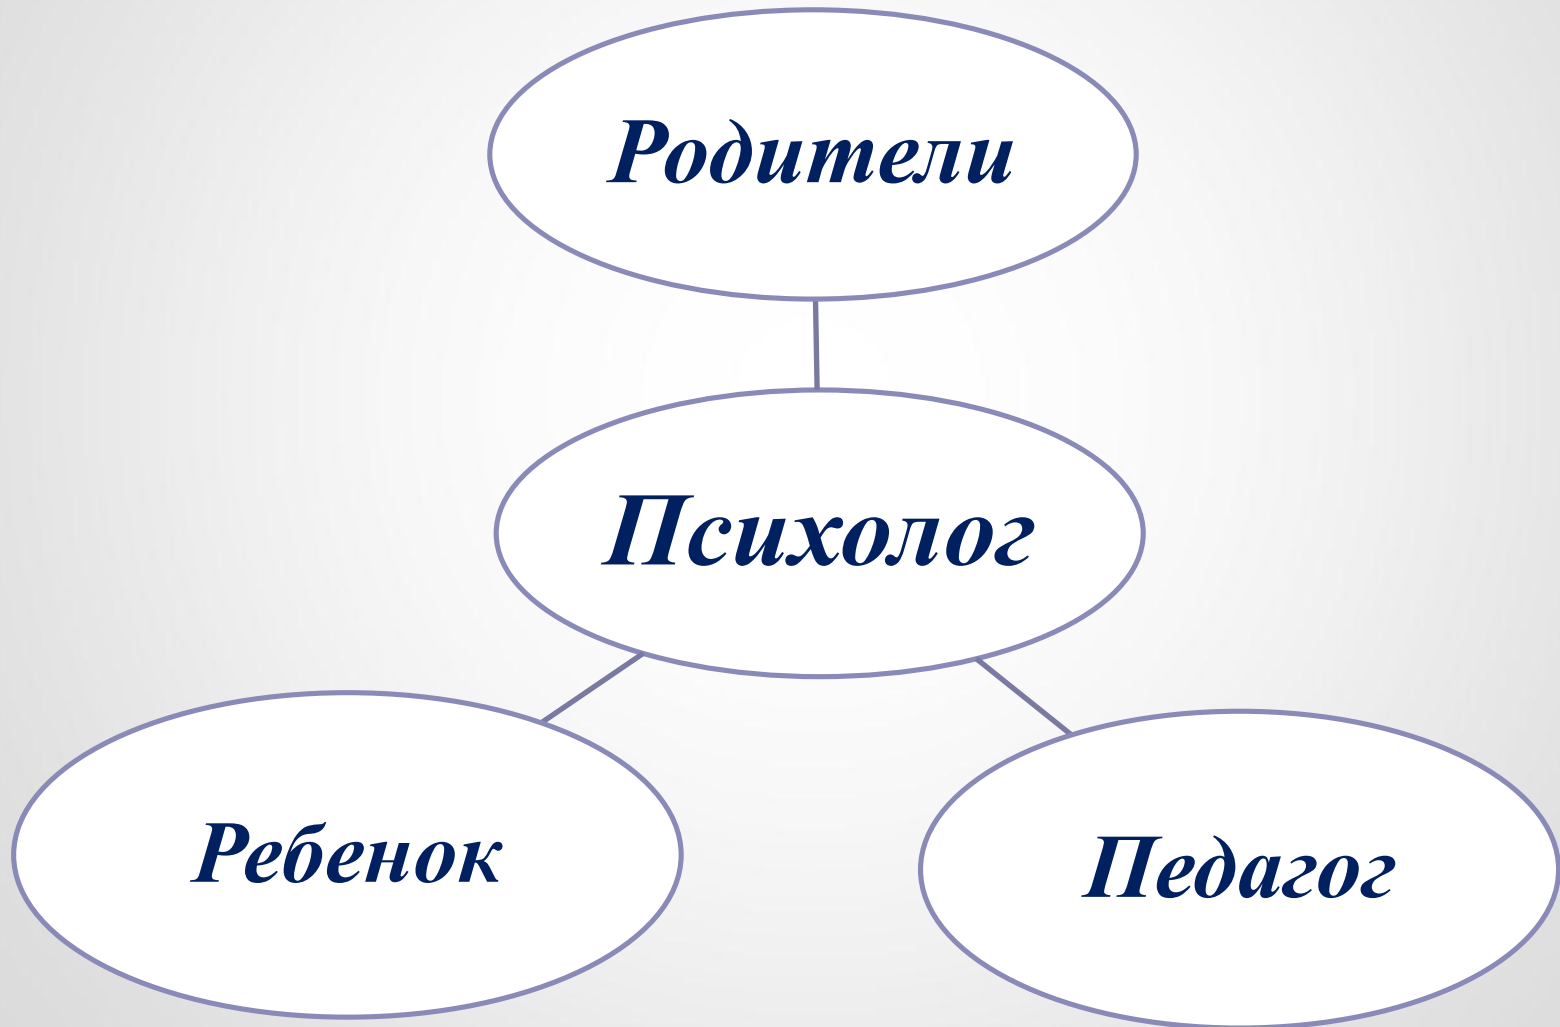 Родители
Психолог
Ребенок
Педагог